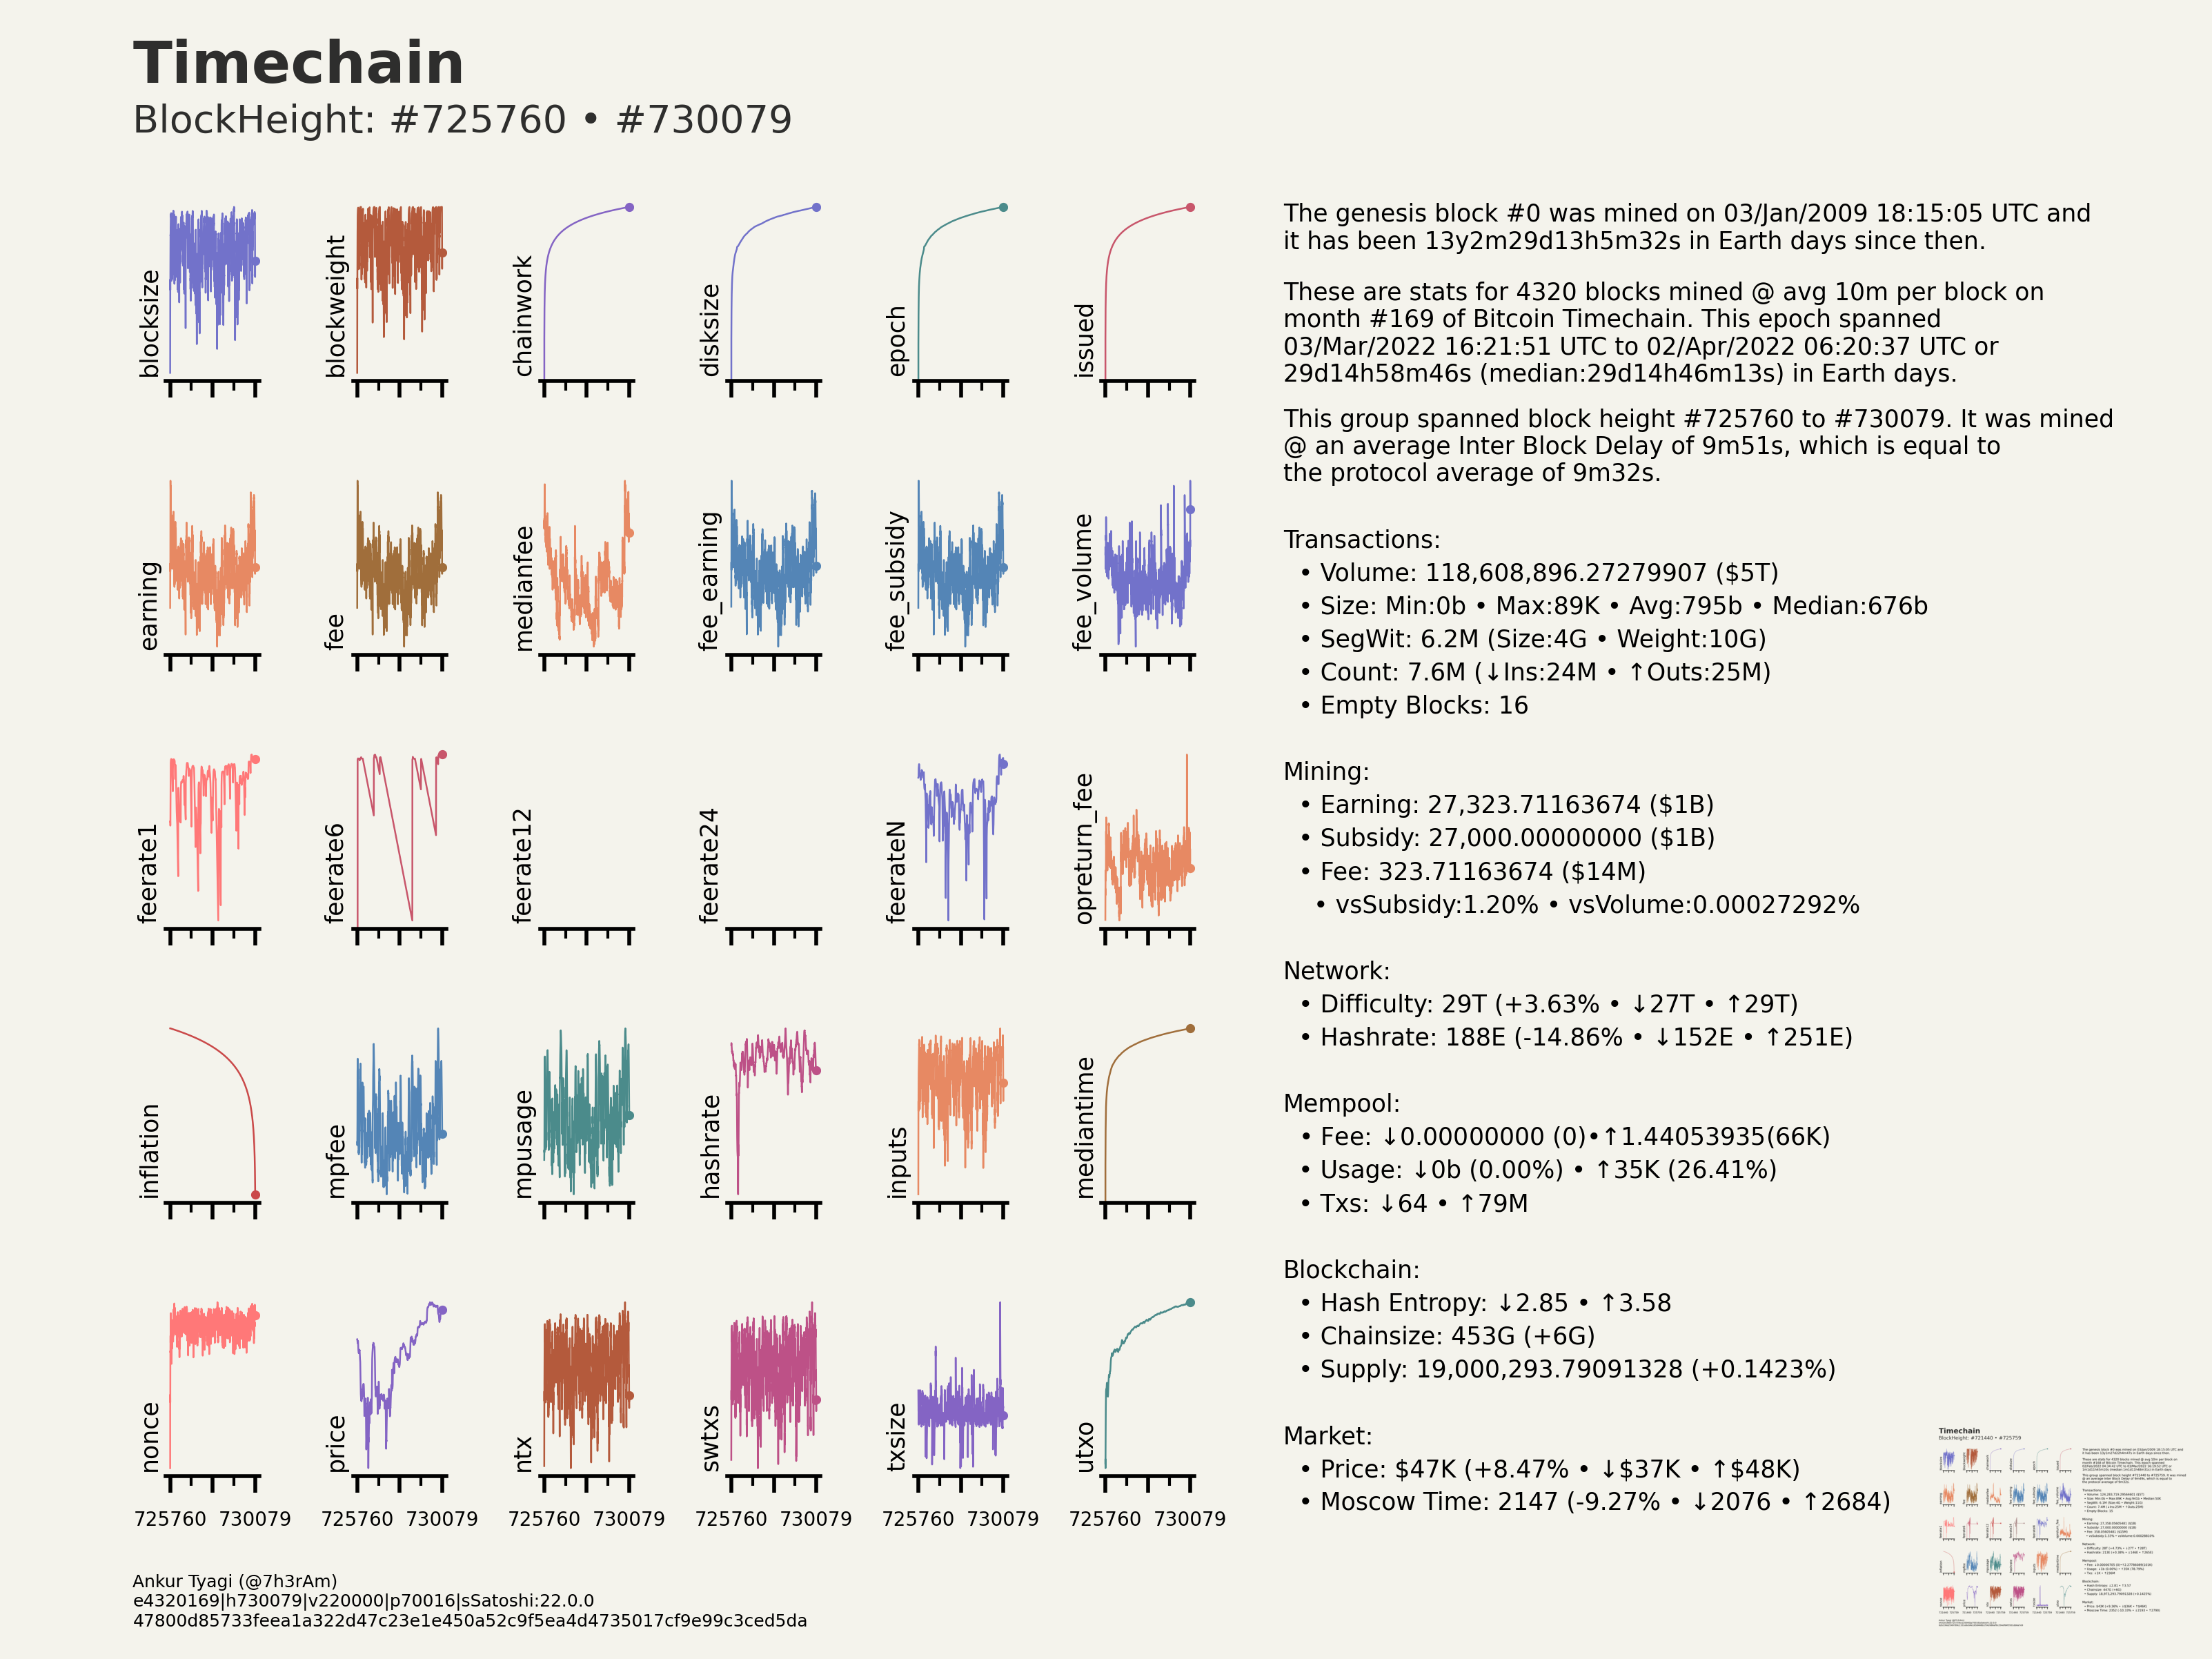 Timechain
BlockHeight: #725760 • #730079
blocksize
blockweight
chainwork
disksize
epoch
issued
earning
fee
medianfee
fee_earning
fee_subsidy
fee_volume
feerate1
feerate6
feerate12
feerate24
feerateN
opreturn_fee
inflation
mpfee
mpusage
hashrate
inputs
mediantime
nonce
price
ntx
swtxs
txsize
utxo
725760 730079 725760 730079 725760 730079 725760 730079 725760 730079 725760 730079
The genesis block #0 was mined on 03/Jan/2009 18:15:05 UTC and
it has been 13y2m29d13h5m32s in Earth days since then.
These are stats for 4320 blocks mined @ avg 10m per block on
month #169 of Bitcoin Timechain. This epoch spanned
03/Mar/2022 16:21:51 UTC to 02/Apr/2022 06:20:37 UTC or
29d14h58m46s (median:29d14h46m13s) in Earth days.
This group spanned block height #725760 to #730079. It was mined
@ an average Inter Block Delay of 9m51s, which is equal to
the protocol average of 9m32s.
Transactions:
• Volume: 118,608,896.27279907 ($5T)
• Size: Min:0b • Max:89K • Avg:795b • Median:676b
• SegWit: 6.2M (Size:4G • Weight:10G)
• Count: 7.6M (↓Ins:24M • ↑Outs:25M)
• Empty Blocks: 16
Mining:
• Earning: 27,323.71163674 ($1B)
• Subsidy: 27,000.00000000 ($1B)
• Fee: 323.71163674 ($14M)
• vsSubsidy:1.20% • vsVolume:0.00027292%
Network:
• Difficulty: 29T (+3.63% • ↓27T • ↑29T)
• Hashrate: 188E (-14.86% • ↓152E • ↑251E)
Mempool:
• Fee: ↓0.00000000 (0)•↑1.44053935(66K)
• Usage: ↓0b (0.00%) • ↑35K (26.41%)
• Txs: ↓64 • ↑79M
Blockchain:
• Hash Entropy: ↓2.85 • ↑3.58
• Chainsize: 453G (+6G)
• Supply: 19,000,293.79091328 (+0.1423%)
Market:
• Price: $47K (+8.47% • ↓$37K • ↑$48K)
• Moscow Time: 2147 (-9.27% • ↓2076 • ↑2684)
Timechain
BlockHeight: #721440 • #725759
Ankur Tyagi (@7h3rAm)
e4320169|h730079|v220000|p70016|sSatoshi:22.0.0
47800d85733feea1a322d47c23e1e450a52c9f5ea4d4735017cf9e99c3ced5da